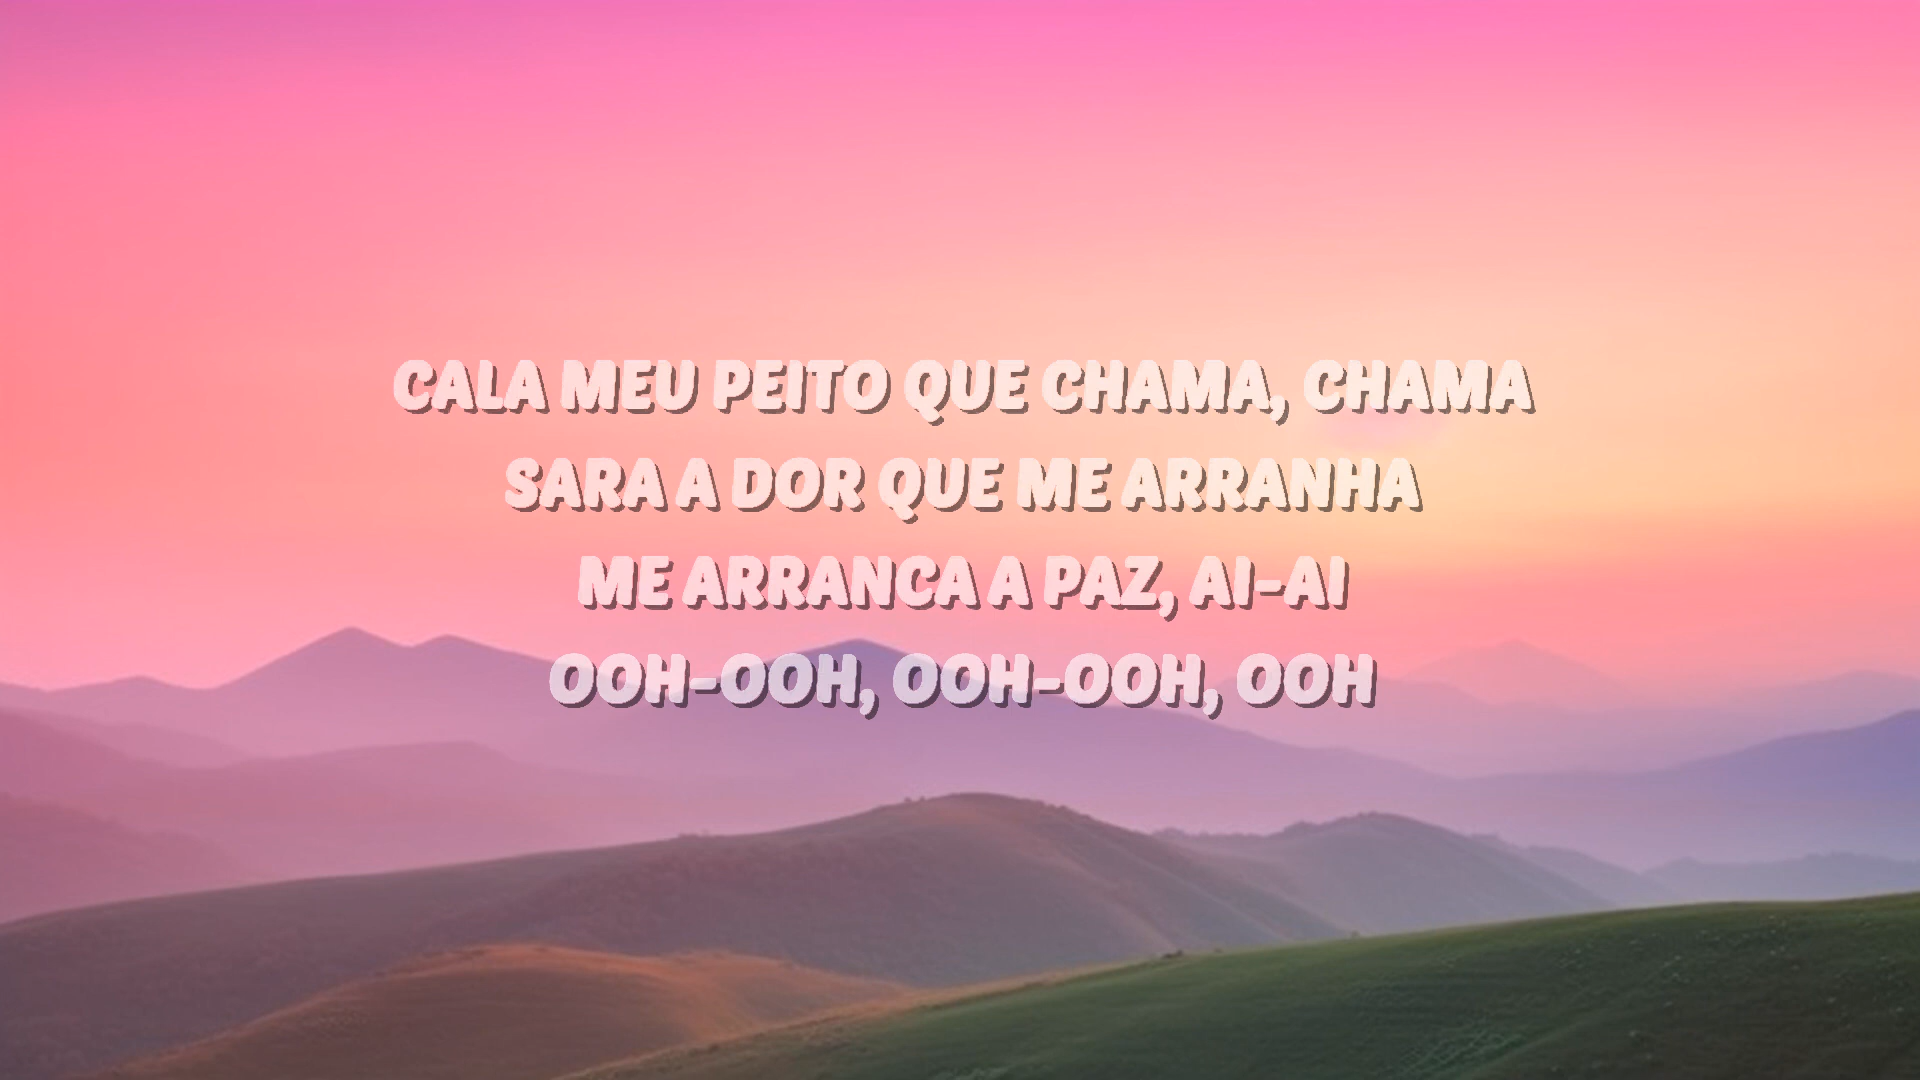 CALA MEU PEITO QUE CHAMA, CHAMA
SARA A DOR QUE ME ARRANHA
ME ARRANCA A PAZ, AI-AI
OOH-OOH, OOH-OOH, OOH